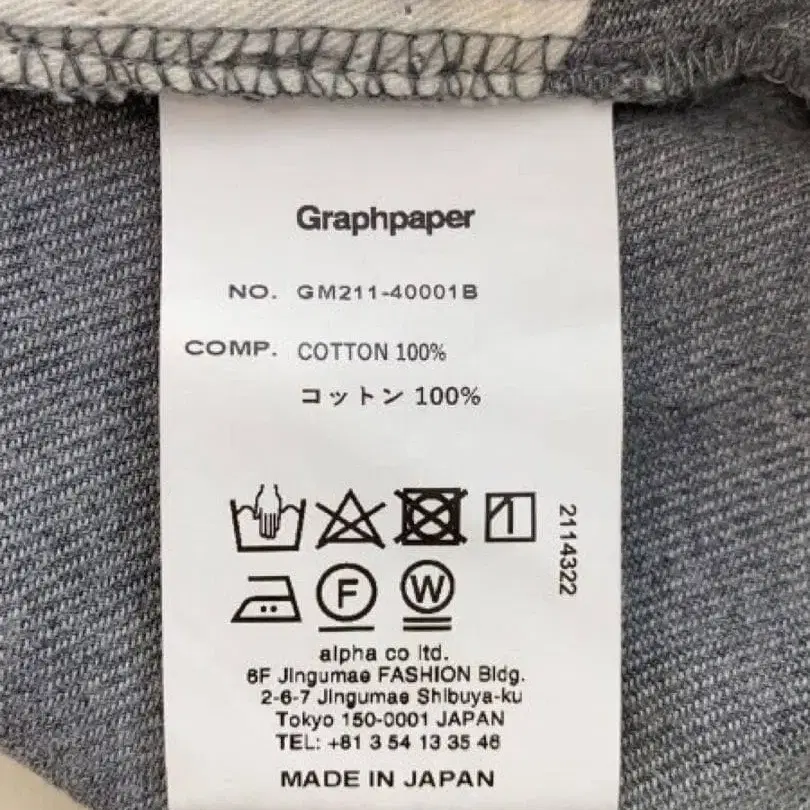 Graphpaper
NO. GM211-40001B
COMP. COTTON 100%
コットン 100%
2114322
F W
alpha co ltd.
6F Jingumae FASHION Bldg.
2-6-7 Jingumae Shibuya-ku
Tokyo 150-0001 JAPAN
TEL: +81 3 54 13 35 46
MADE IN JAPAN